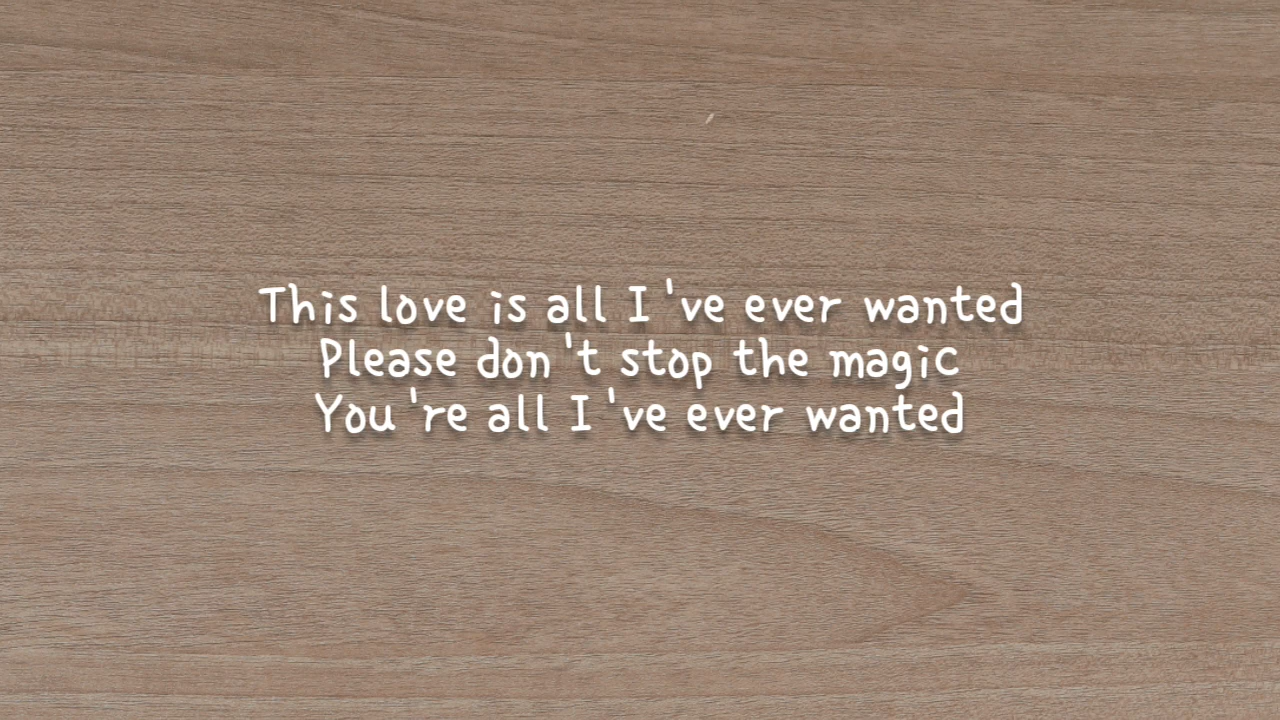 This love is all I've ever wanted
Please don't stop the magic
You're all I've ever wanted